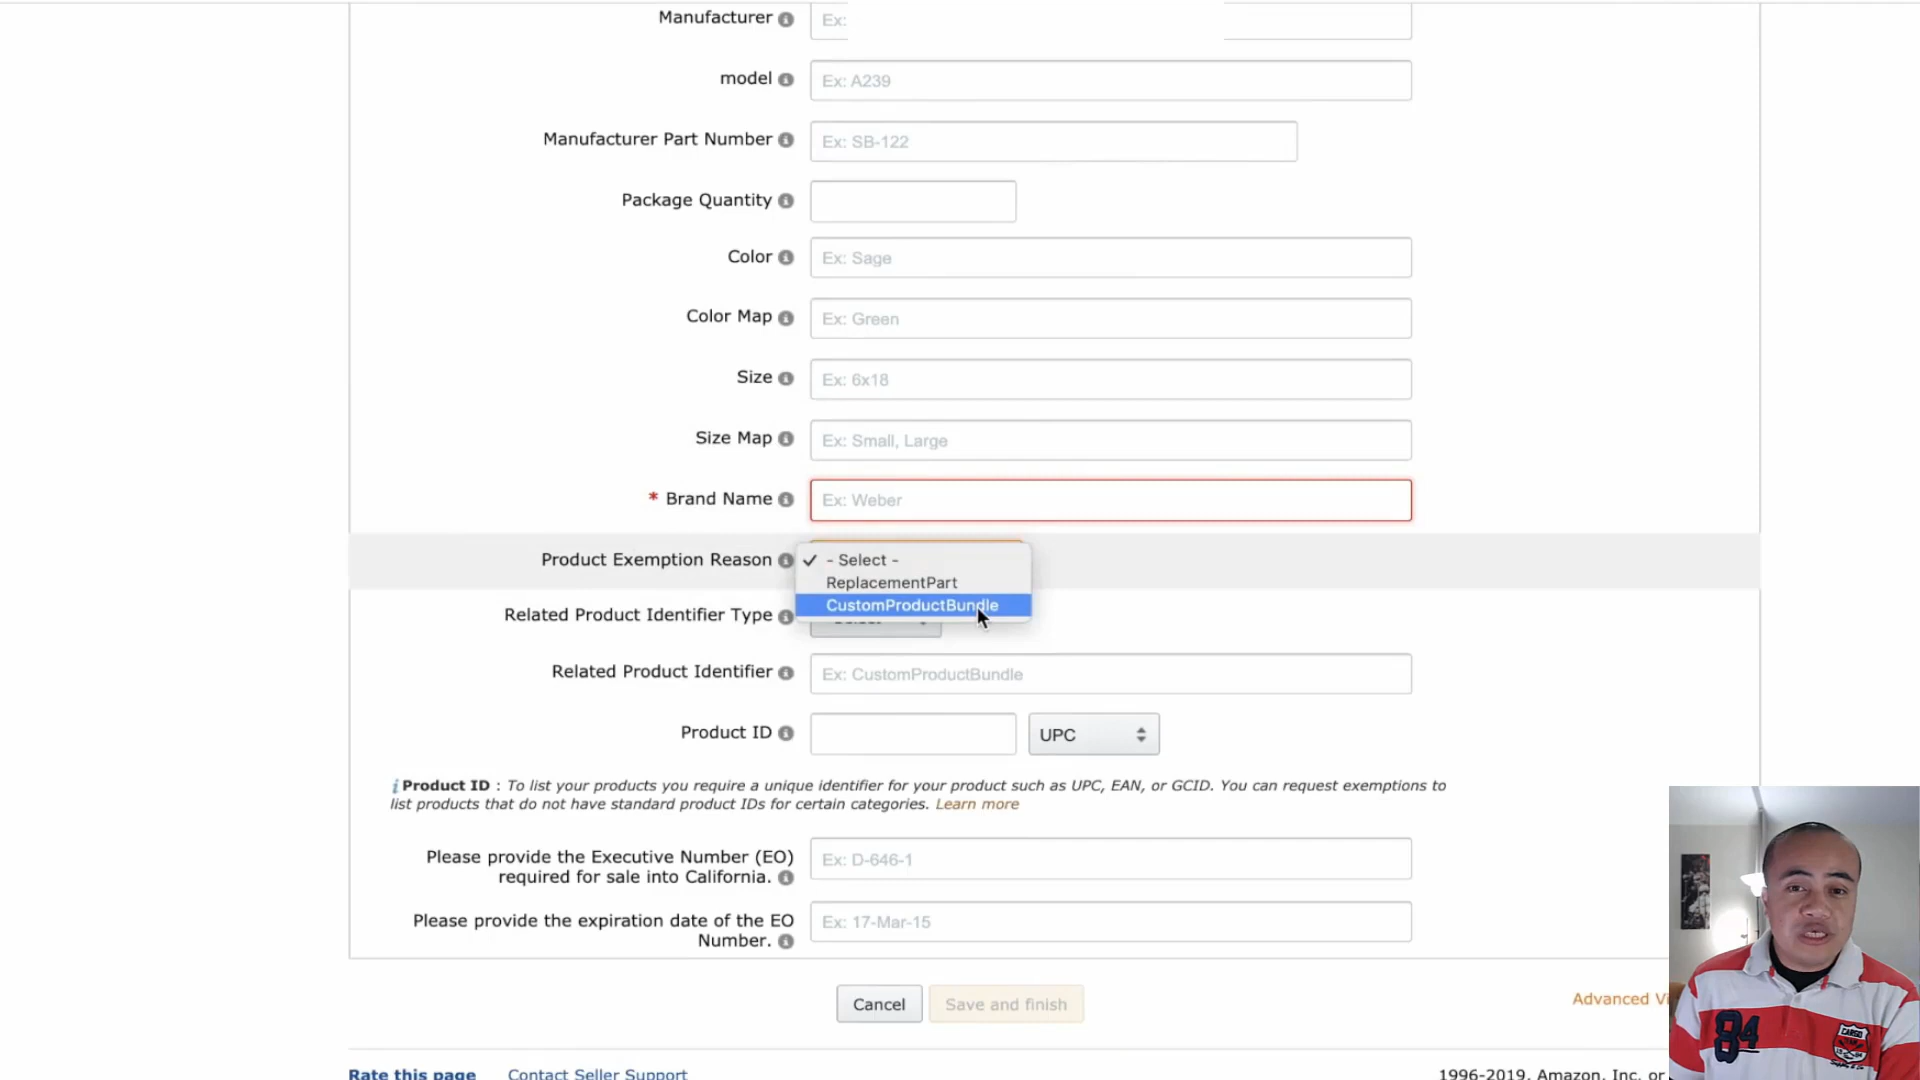 Manufacturer
Ex:
model
Ex: A239
Manufacturer Part Number
Ex: SB-122
Package Quantity
Color
Ex: Sage
Color Map
Ex: Green
Size
Ex: 6x18
Size Map
Ex: Small, Large
* Brand Name
Ex: Weber
Product Exemption Reason
✓ - Select -
ReplacementPart
CustomProductBundle
Related Product Identifier Type
Related Product Identifier
Ex: CustomProductBundle
Product ID
UPC
Product ID : To list your products you require a unique identifier for your product such as UPC, EAN, or GCID. You can request exemptions to
list products that do not have standard product IDs for certain categories. Learn more
Please provide the Executive Number (EO)
required for sale into California.
Ex: D-646-1
Please provide the expiration date of the EO
Number.
Ex: 17-Mar-15
Cancel
Save and finish
Advanced Vi
84
CARGO
Rate this page
Contact Seller Support
1996-2019, Amazon, Inc. or